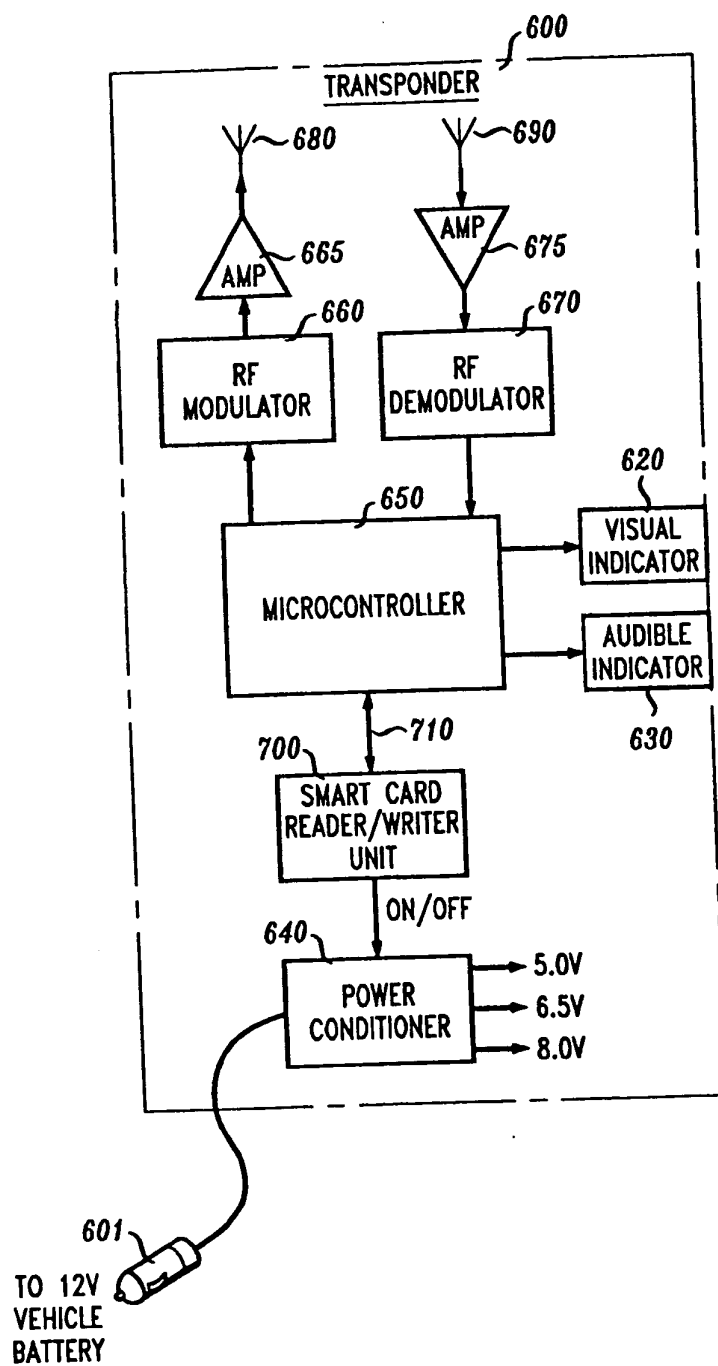 600
TRANSPONDER
680
690
AMP
665
AMP
675
660
RF
MODULATOR
670
RF
DEMODULATOR
650
MICROCONTROLLER
620
VISUAL
INDICATOR
AUDIBLE
INDICATOR
630
710
700
SMART CARD
READER/WRITER
UNIT
ON/OFF
640
POWER
CONDITIONER
5.0V
6.5V
8.0V
601
TO 12V
VEHICLE
BATTERY